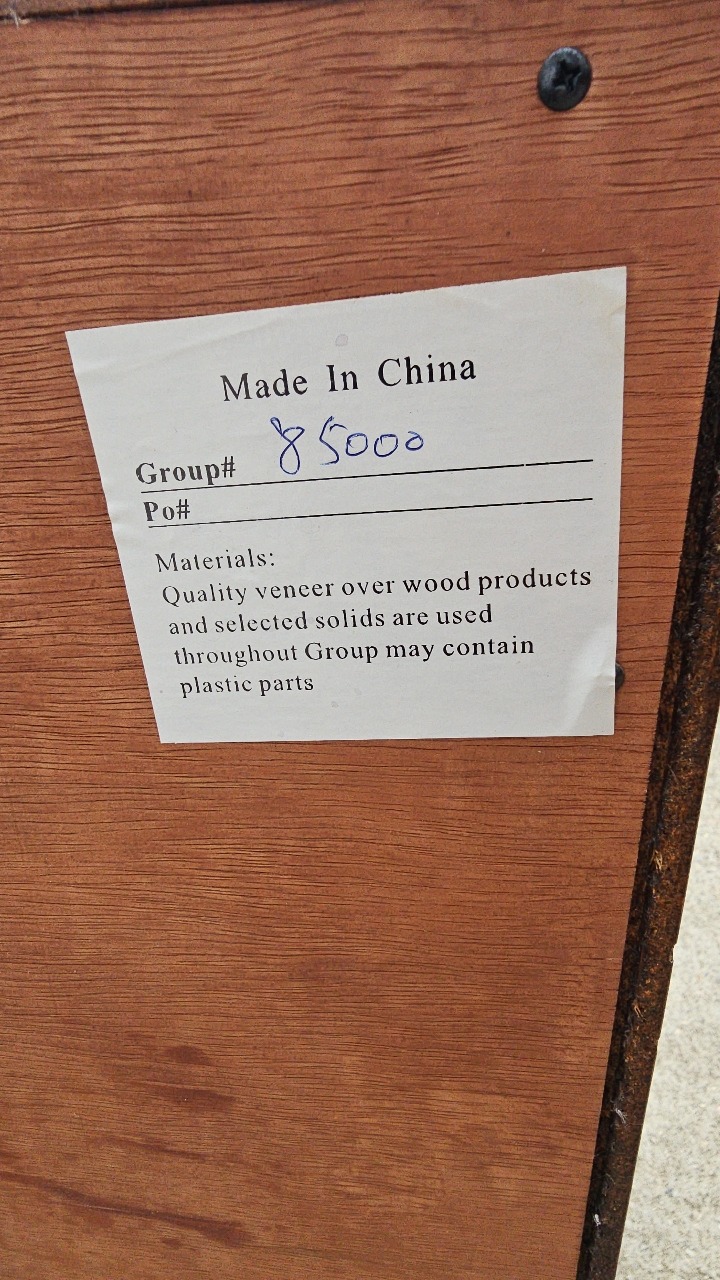 Made In China
Group# 85000
Po#
Materials:
Quality veneer over wood products
and selected solids are used
throughout Group may contain
plastic parts